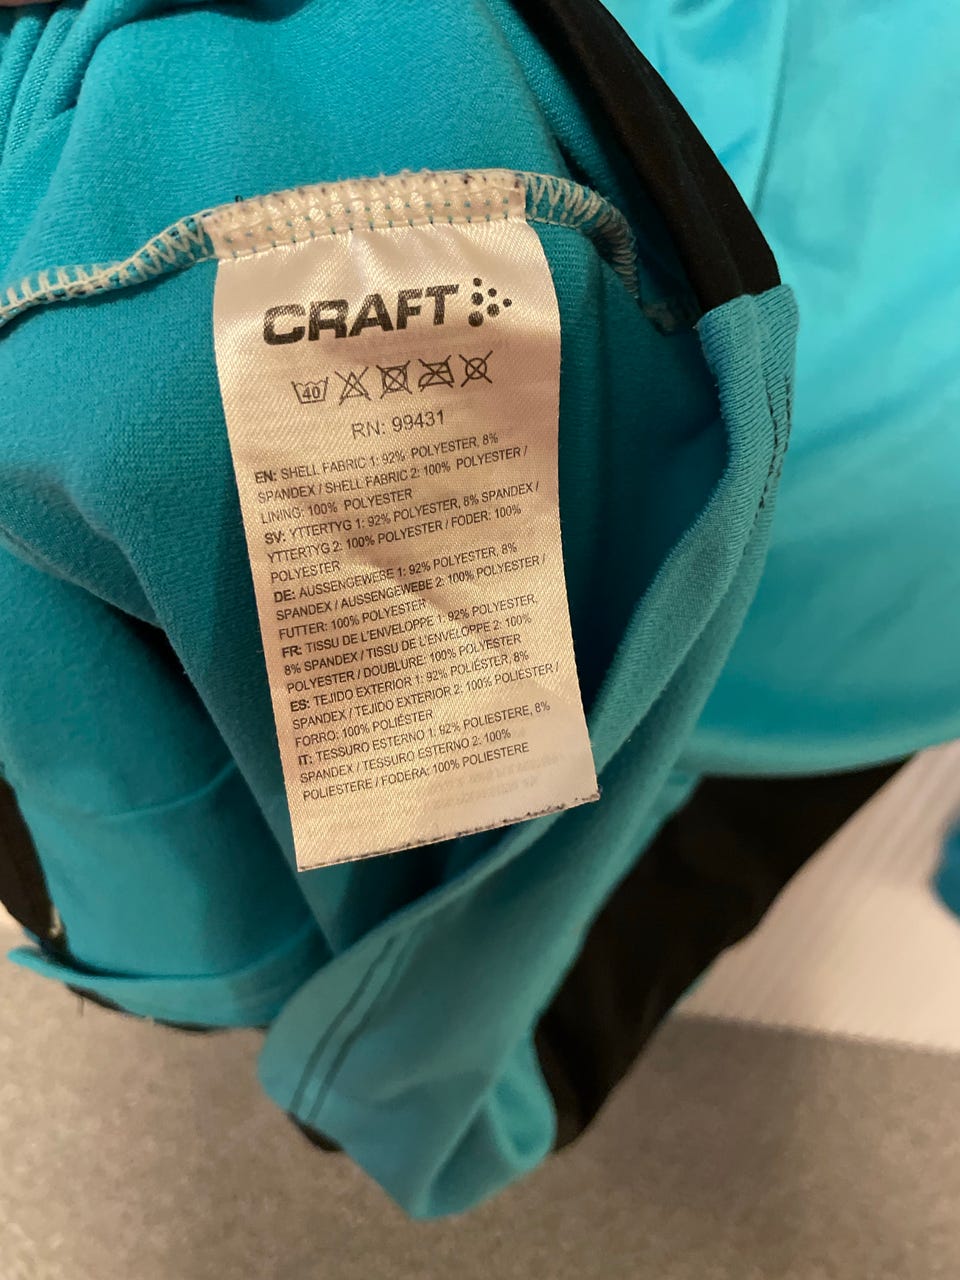 CRAFT
40
RN: 99431
EN: SHELL FABRIC 1: 92% POLYESTER, 8%
SPANDEX / SHELL FABRIC 2: 100% POLYESTER /
LINING: 100% POLYESTER
SV: YTTERTYG 1: 92% POLYESTER, 8% SPANDEX /
YTTERTYG 2: 100% POLYESTER / FODER: 100%
POLYESTER
DE: AUSSENGEWEBE 1: 92% POLYESTER, 8%
SPANDEX / AUSSENGEWEBE 2: 100% POLYESTER /
FUTTER: 100% POLYESTER
FR: TISSU DE L'ENVELOPPE 1: 92% POLYESTER,
8% SPANDEX / TISSU DE L'ENVELOPPE 2: 100%
POLYESTER / DOUBLURE: 100% POLYESTER
ES: TEJIDO EXTERIOR 1: 92% POLIÉSTER, 8%
SPANDEX / TEJIDO EXTERIOR 2: 100% POLIÉSTER /
FORRO: 100% POLIÉSTER
IT: TESSURO ESTERNO 1: 92% POLIESTERE, 8%
SPANDEX / TESSURO ESTERNO 2: 100%
POLIESTERE / FODERA: 100% POLIESTERE